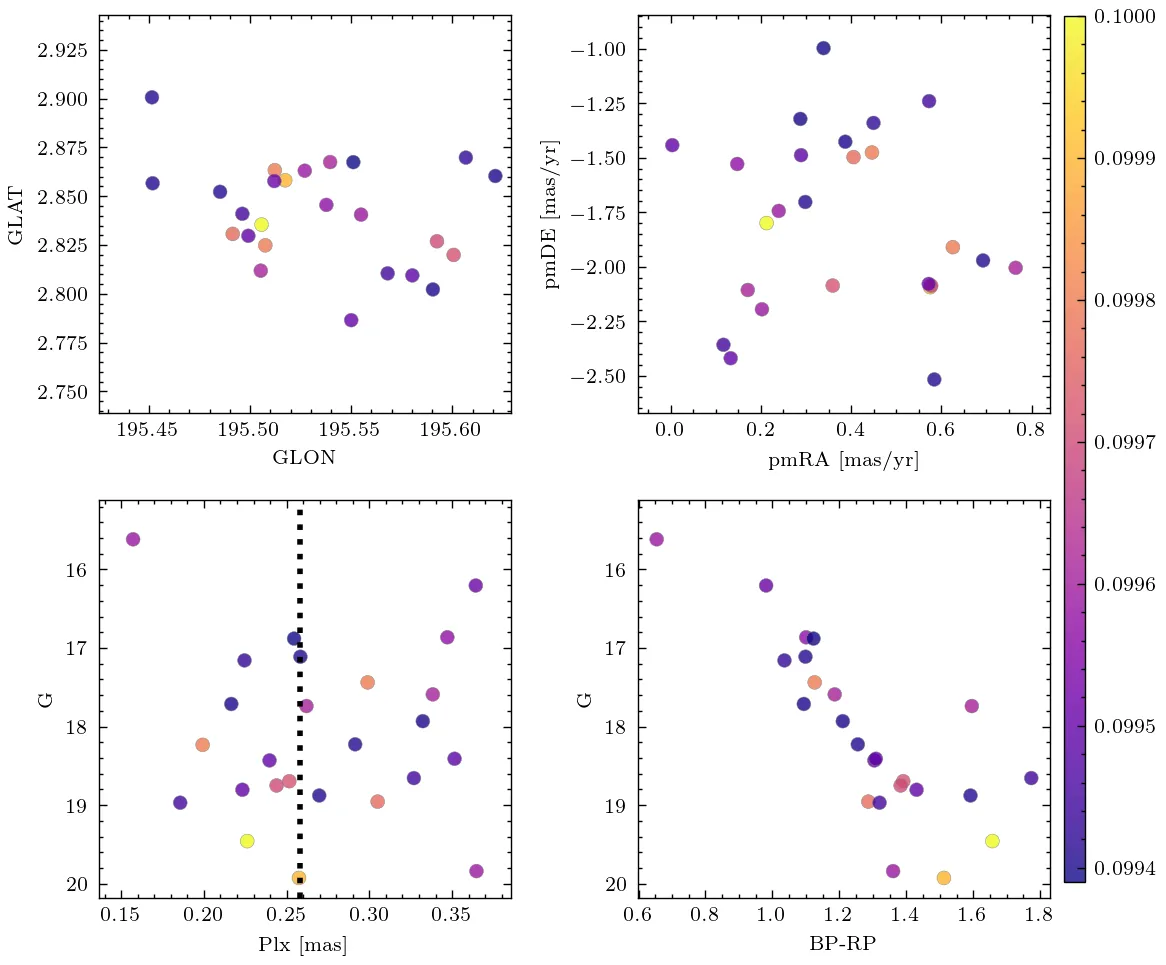 2.925
2.900
2.875
2.850
2.825
2.800
2.775
2.750
GLAT
195.45 195.50 195.55 195.60
GLON
−1.00
−1.25
−1.50
−1.75
−2.00
−2.25
−2.50
pmDE [mas/yr]
0.0 0.2 0.4 0.6 0.8
pmRA [mas/yr]
16
17
18
19
20
G
0.15 0.20 0.25 0.30 0.35
Plx [mas]
16
17
18
19
20
G
0.6 0.8 1.0 1.2 1.4 1.6 1.8
BP-RP
0.1000
0.0999
0.0998
0.0997
0.0996
0.0995
0.0994